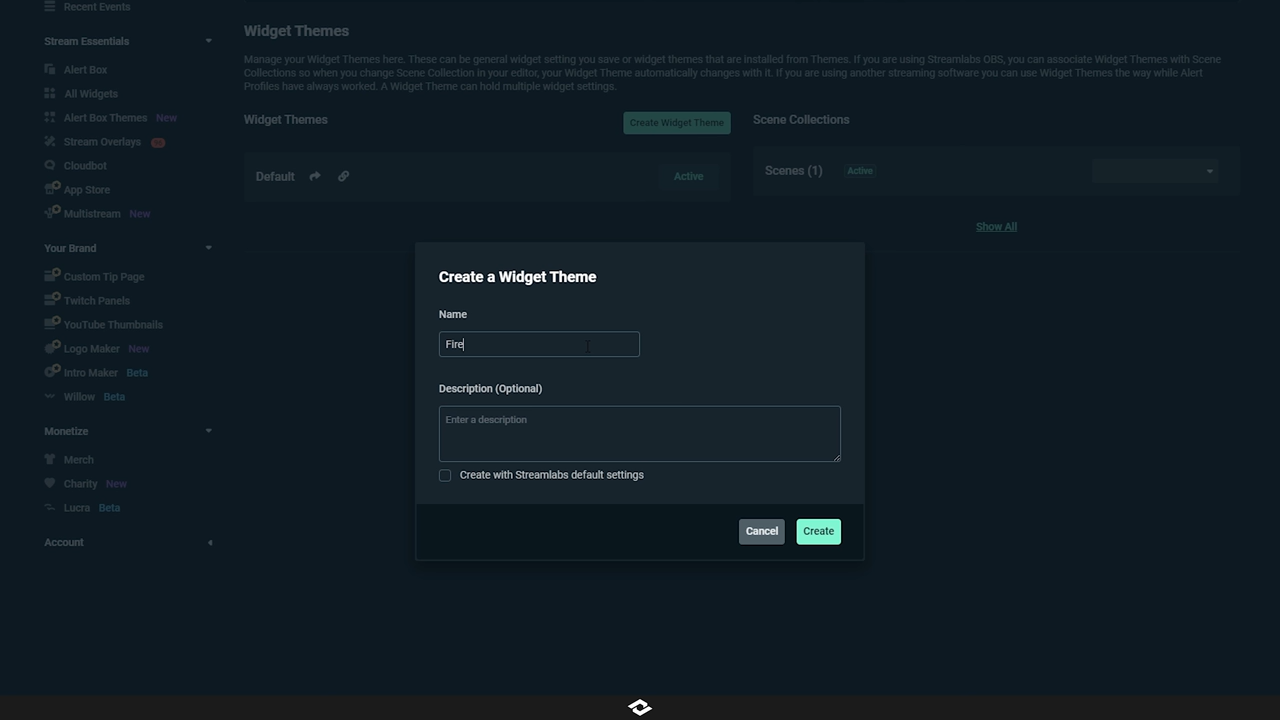 Recent Events
Stream Essentials
Alert Box
All Widgets
Alert Box Themes New
Stream Overlays
Cloudbot
App Store
Multistream New
Your Brand
Custom Tip Page
Twitch Panels
YouTube Thumbnails
Logo Maker New
Intro Maker Beta
Willow Beta
Monetize
Merch
Charity New
Lucra Beta
Account
Widget Themes
Manage your Widget Themes here. These can be general widget setting you save or widget themes that are installed from Themes. If you are using Streamlabs OBS, you can associate Widget Themes with Scene
Collections so when you change Scene Collection in your editor, your Widget Theme automatically changes with it. If you are using another streaming software you can use Widget Themes the way while Alert
Profiles have always worked. A Widget Theme can hold multiple widget settings.
Widget Themes
Create Widget Theme
Default
Active
Scene Collections
Scenes (1) Active
Show All
Create a Widget Theme
Name
Fire
Description (Optional)
Enter a description
Create with Streamlabs default settings
Cancel
Create